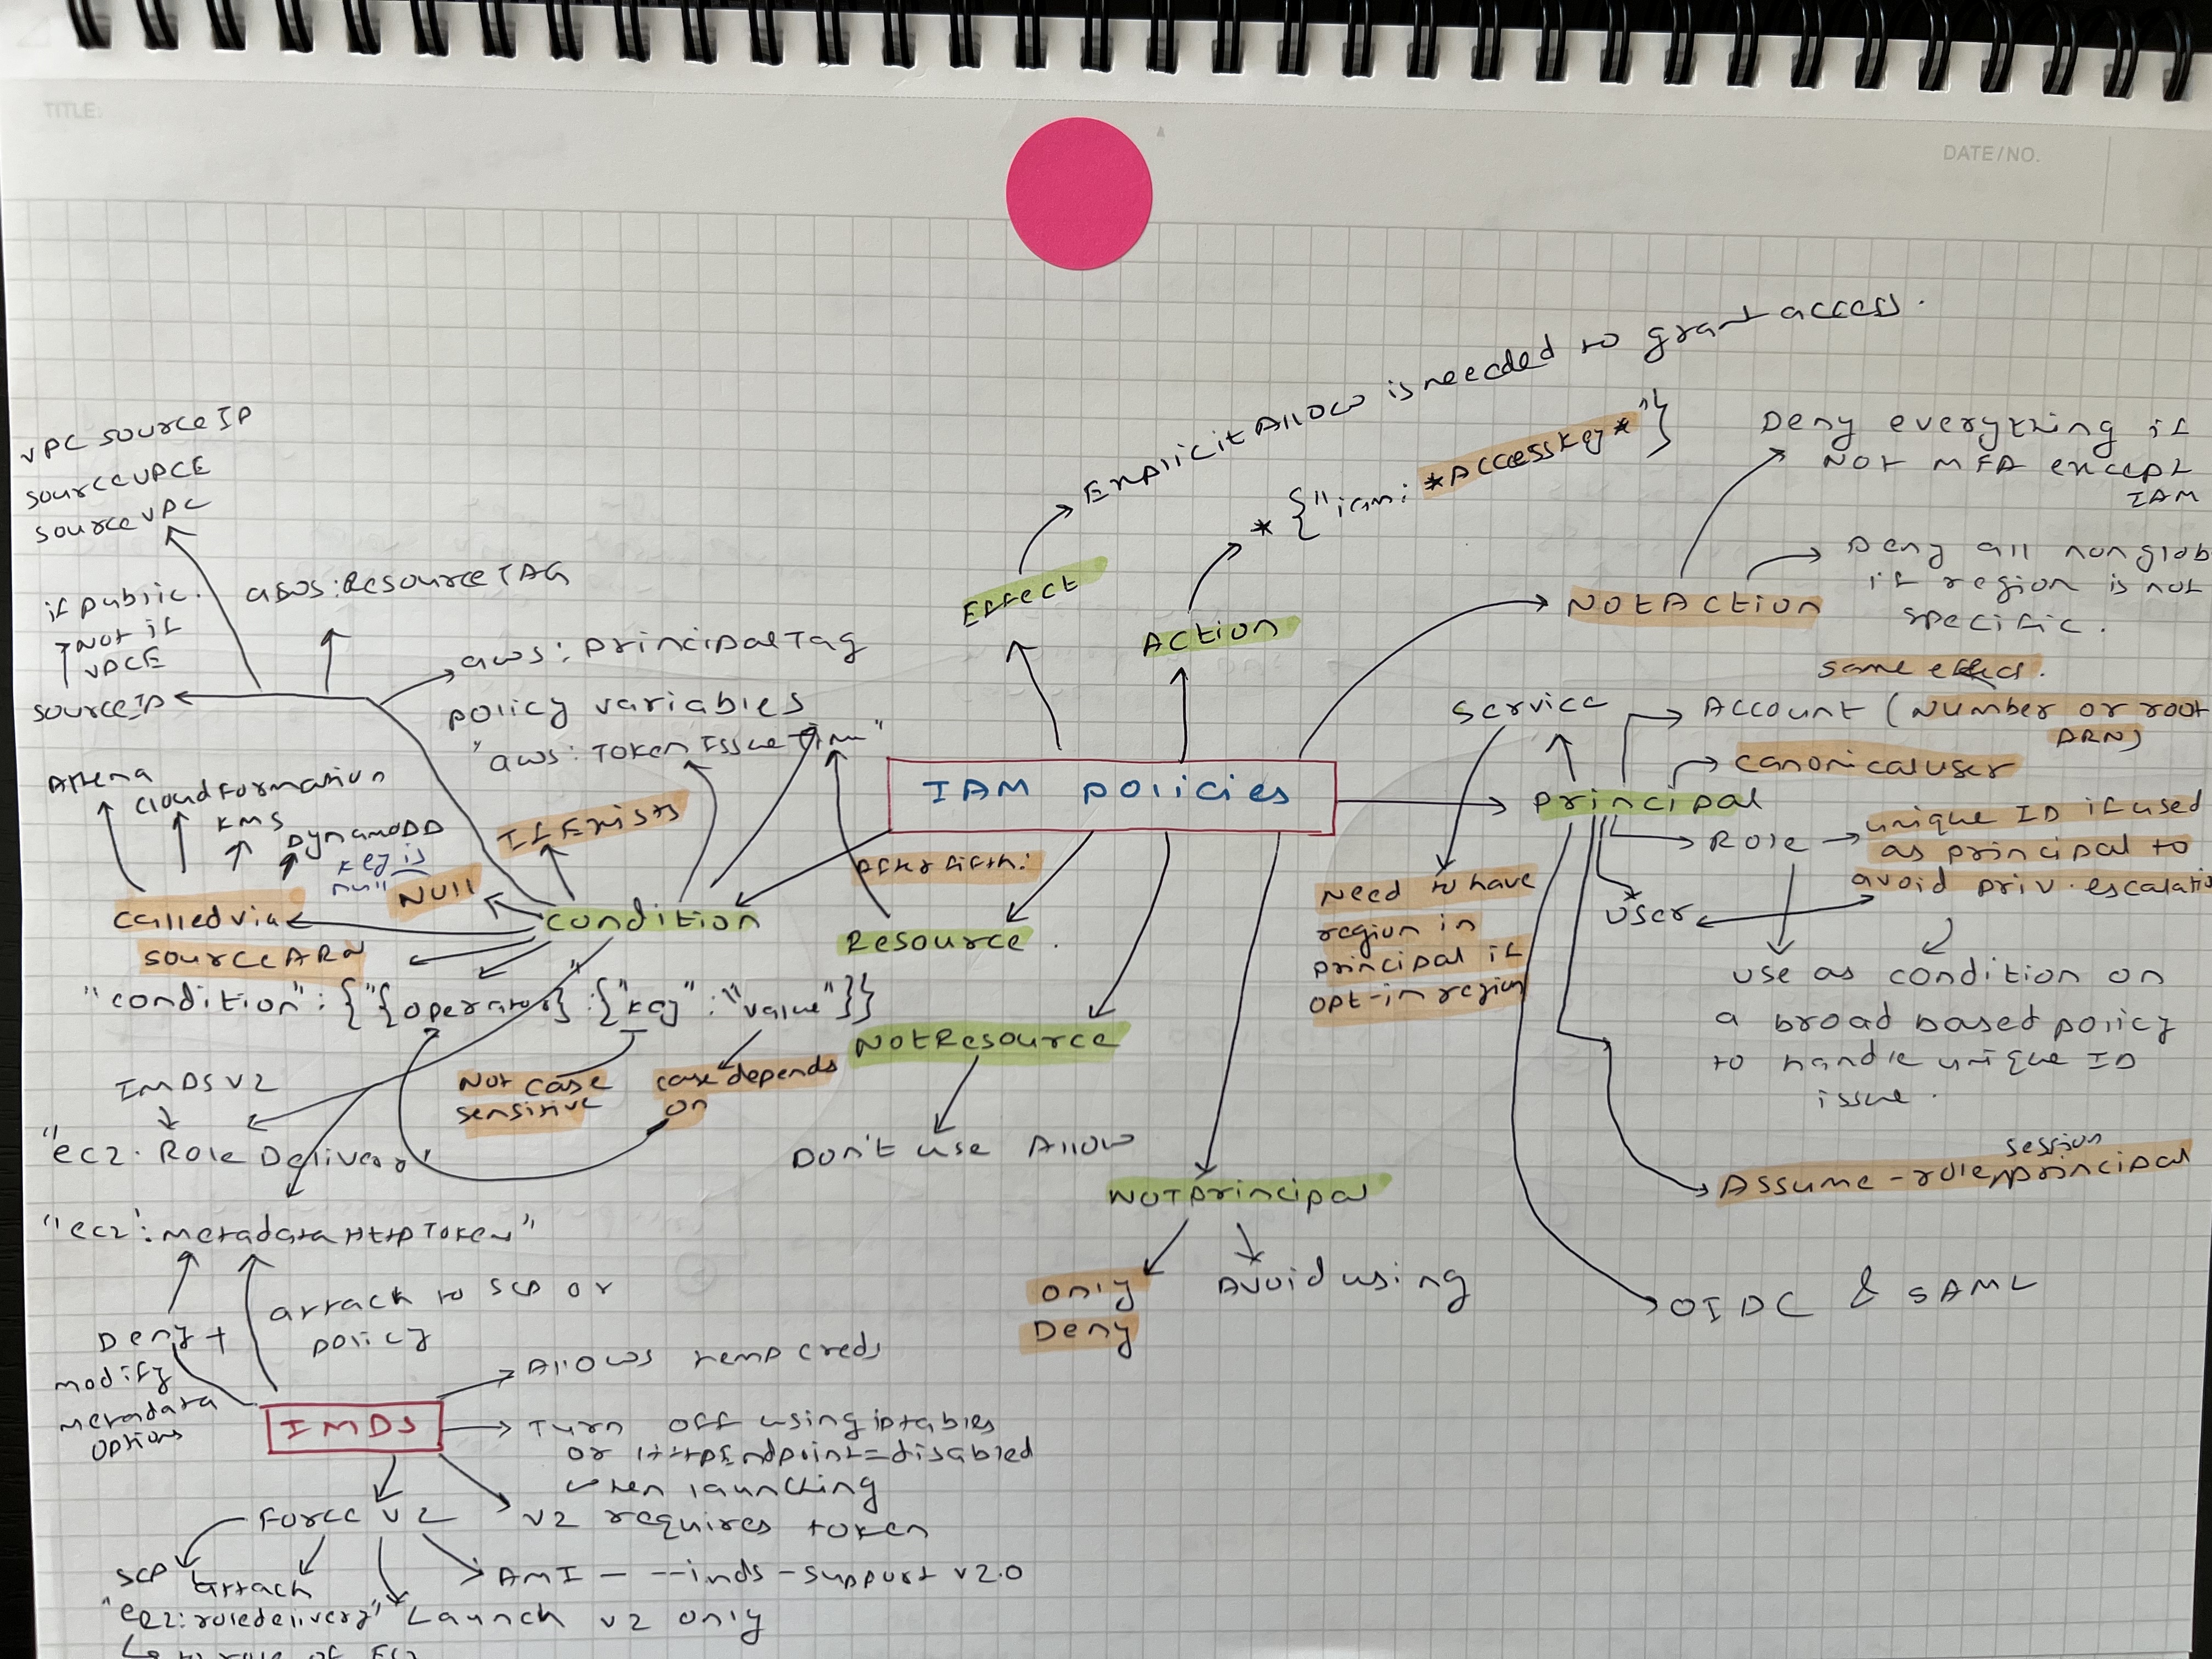 TITLE:
DATE/NO.
Explicit Allow is needed to grant access.
* {"iam: *AccessKey*"}
Deny everything if
NOT MFA except
IAM
Effect
Action
NotAction
Deny all non glob
if region is not
specific.
VPC SourceIP
SourceVPCE
SourceVPC
if public.
Not if
VPCE
SourceIP
aws:ResourceTAG
aws: PrincipalTag
policy variables
"aws: TokenIssueTime"
IAM policies
Service
same effect.
Account (Number or root
ARN)
canonicaluser
Principal
Role
unique ID if used
as principal to
avoid priv. escalatio
User
use as condition on
a broad based policy
to handle unique ID
issue.
Need to have
region in
principal if
opt-in region
session
Assume-role principal
OIDC & SAML
Athena
CloudFormation
KMS
DynamoDB
key is
null
Null
IfExists
CalledVia
SourceARN
Condition
After fifth:
Resource.
"condition": {"{operator}:{"key":"value"}}
Not case
sensitive
case depends
on
NotResource
Don't use Allow
NotPrincipal
only
Deny
Avoid using
IMDSv2
"ec2. Role Delivery"
"ec2:metadataHttpToken"
attach to SCP or
policy
Deny +
modify
metadata
options
IMDS
Allows temp creds
Turn off using iptables
or HttpEndpoint=disabled
when launching
v2 requires token
Force v2
SCP
attach
"ec2:roledelivery"
to role of EC2
Launch v2 only
AMI - --imds-support v2.0